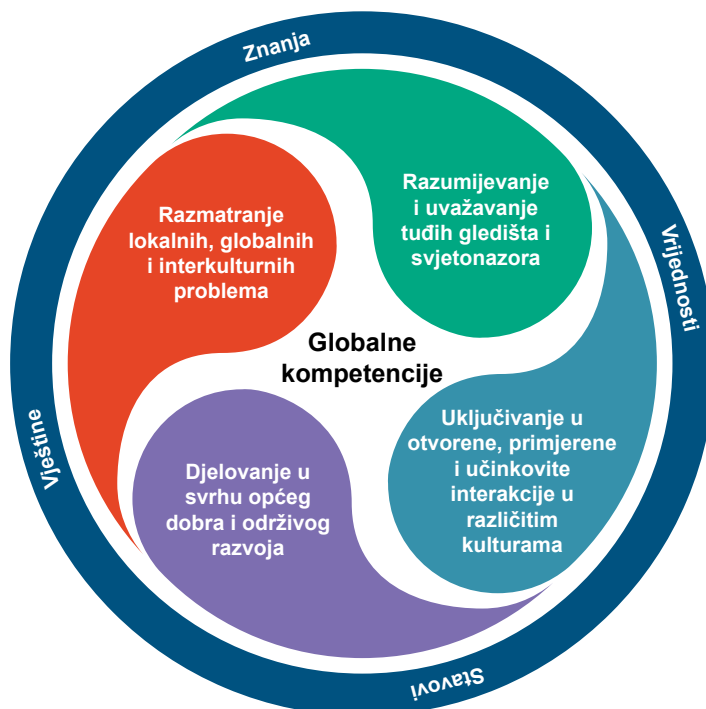 Znanja
Razmatranje
lokalnih, globalnih
i interkulturnih
problema
Razumijevanje
i uvažavanje
tuđih gledišta i
svjetonazora
Vrijednosti
Globalne
kompetencije
Vještine
Djelovanje u
svrhu općeg
dobra i održivog
razvoja
Uključivanje u
otvorene, primjerene
i učinkovite
interakcije u
različitim
kulturama
Stavovi